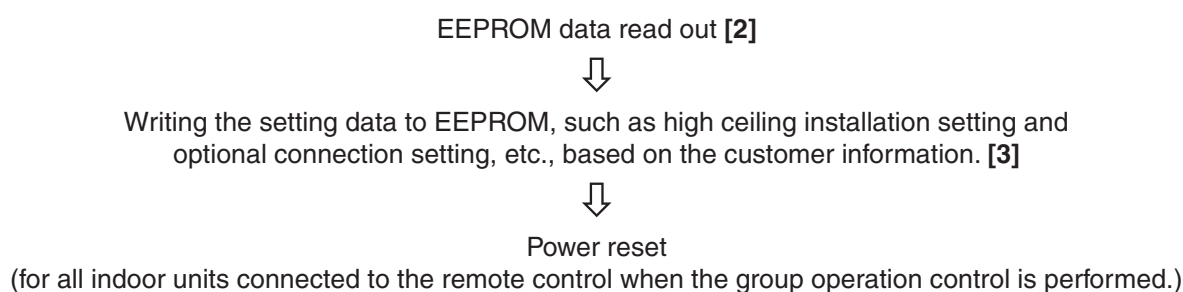 EEPROM data read out [2]
Writing the setting data to EEPROM, such as high ceiling installation setting and
optional connection setting, etc., based on the customer information. [3]
Power reset
(for all indoor units connected to the remote control when the group operation control is performed.)